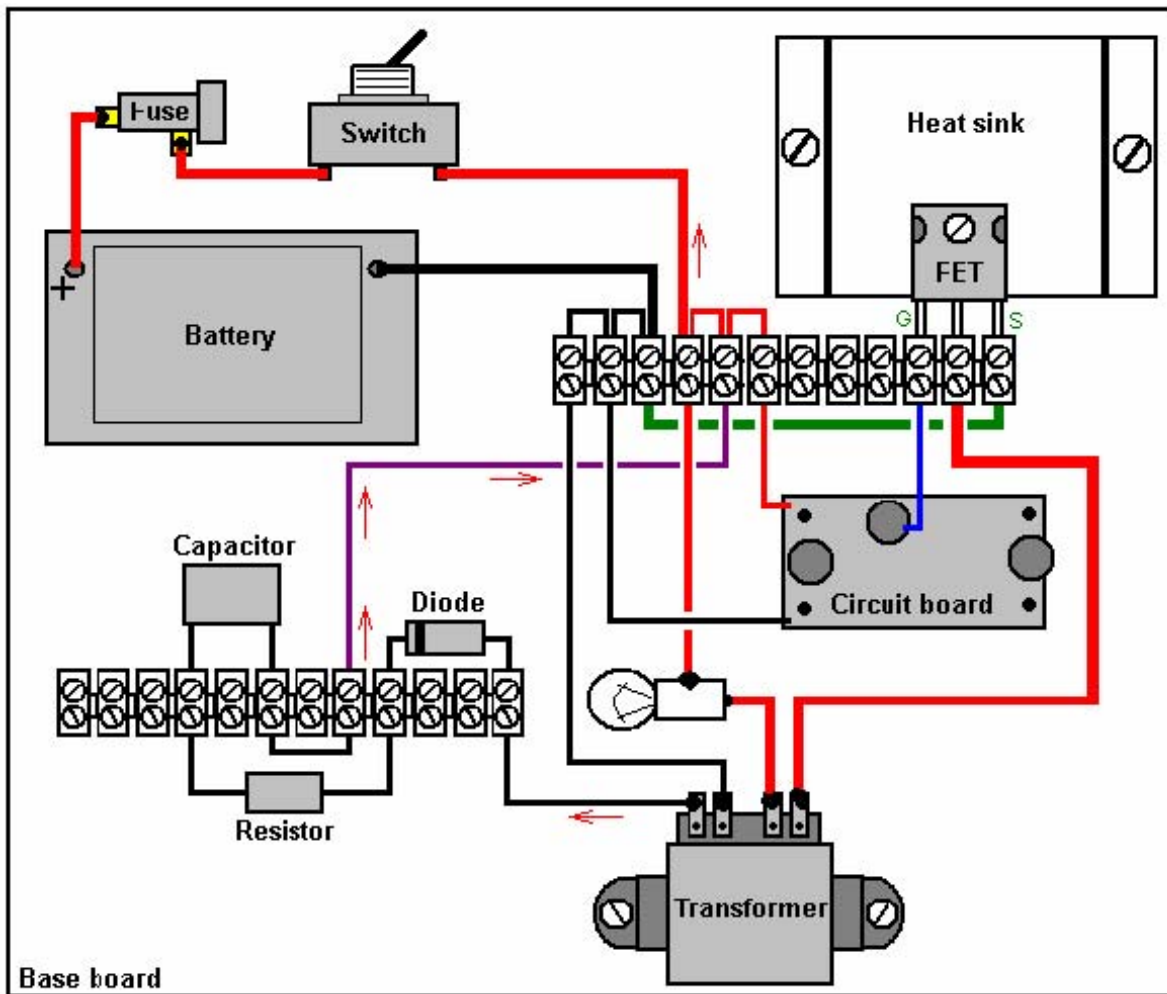 Fuse
Switch
Heat sink
FET
+
Battery
G
S
Capacitor
Diode
Circuit board
Resistor
Transformer
Base board